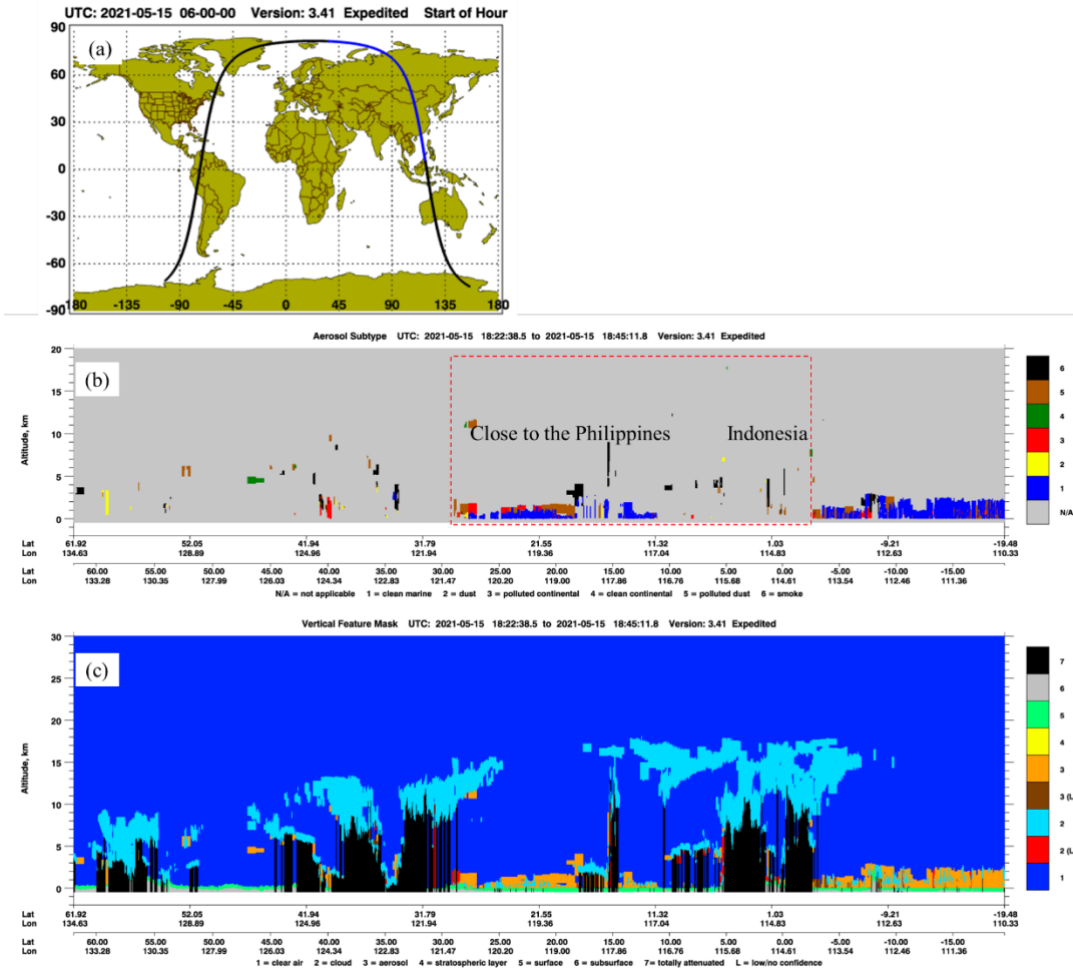 UTC: 2021-05-15 06-00-00 Version: 3.41 Expedited Start of Hour
(a)
90
60
30
0
-30
-60
-90
180 -135 -90 -45 0 45 90 135 180
Aerosol Subtype UTC: 2021-05-15 18:22:38.5 to 2021-05-15 18:45:11.8 Version: 3.41 Expedited
(b)
Altitude, km
20
15
10
5
0
Close to the Philippines Indonesia
6
5
4
3
2
1
N/A
Lat 61.92 52.05 41.94 31.79 21.55 11.32 1.03 -9.21 -19.48
Lon 134.63 128.89 124.96 121.94 119.36 117.04 114.83 112.63 110.33
Lat 60.00 55.00 50.00 45.00 40.00 35.00 30.00 25.00 20.00 15.00 10.00 5.00 0.00 -5.00 -10.00 -15.00
Lon 133.28 130.35 127.99 126.03 124.34 122.83 121.47 120.20 119.00 117.86 116.76 115.68 114.61 113.54 112.46 111.36
N/A = not applicable 1 = clean marine 2 = dust 3 = polluted continental 4 = clean continental 5 = polluted dust 6 = smoke
Vertical Feature Mask UTC: 2021-05-15 18:22:38.5 to 2021-05-15 18:45:11.8 Version: 3.41 Expedited
(c)
Altitude, km
30
25
20
15
10
5
0
7
6
5
4
3
3 (L
2
2 (L
1
Lat 61.92 52.05 41.94 31.79 21.55 11.32 1.03 -9.21 -19.48
Lon 134.63 128.89 124.96 121.94 119.36 117.04 114.83 112.63 110.33
Lat 60.00 55.00 50.00 45.00 40.00 35.00 30.00 25.00 20.00 15.00 10.00 5.00 0.00 -5.00 -10.00 -15.00
Lon 133.28 130.35 127.99 126.03 124.34 122.83 121.47 120.20 119.00 117.86 116.76 115.68 114.61 113.54 112.46 111.36
1 = clear air 2 = cloud 3 = aerosol 4 = stratospheric layer 5 = surface 6 = subsurface 7= totally attenuated L = low/no confidence